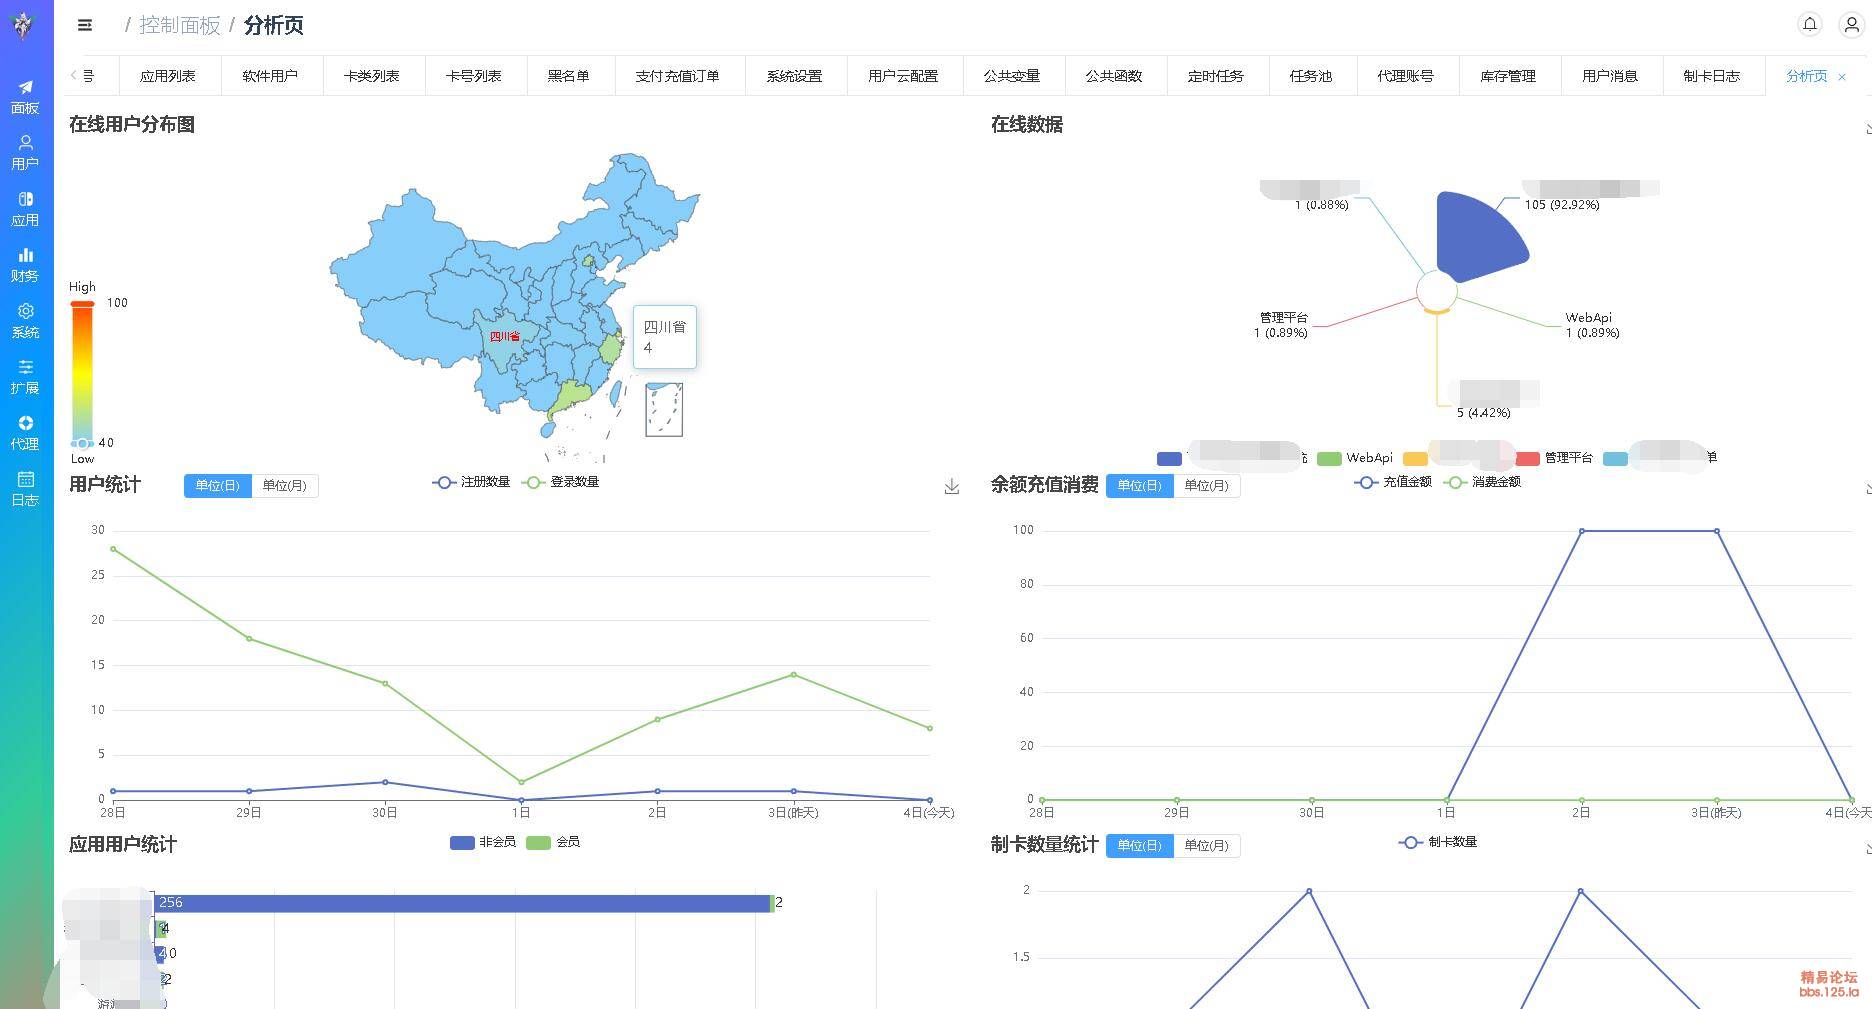 / 控制面板 / 分析页
面板
用户
应用
财务
系统
扩展
代理
日志
号 应用列表 软件用户 卡类列表 卡号列表 黑名单 支付充值订单 系统设置 用户云配置 公共变量 公共函数 定时任务 任务池 代理账号 库存管理 用户消息 制卡日志 分析页 ×
在线用户分布图
High
100
40
Low
四川省
四川省
4
在线数据
1 (0.88%)
105 (92.92%)
管理平台
1 (0.89%)
WebApi
1 (0.89%)
5 (4.42%)
WebApi 管理平台 单
用户统计 单位(日) 单位(月) 注册数量 登录数量
30
25
20
15
10
5
0
28日 29日 30日 1日 2日 3日(昨天) 4日(今天)
余额充值消费 单位(日) 单位(月) 充值金额 消费金额
100
80
60
40
20
0
28日 29日 30日 1日 2日 3日(昨天) 4日(今天
应用用户统计 非会员 会员
256 2
4
4 0
2
制卡数量统计 单位(日) 单位(月) 制卡数量
2
1.5
精易论坛
bbs.125.la